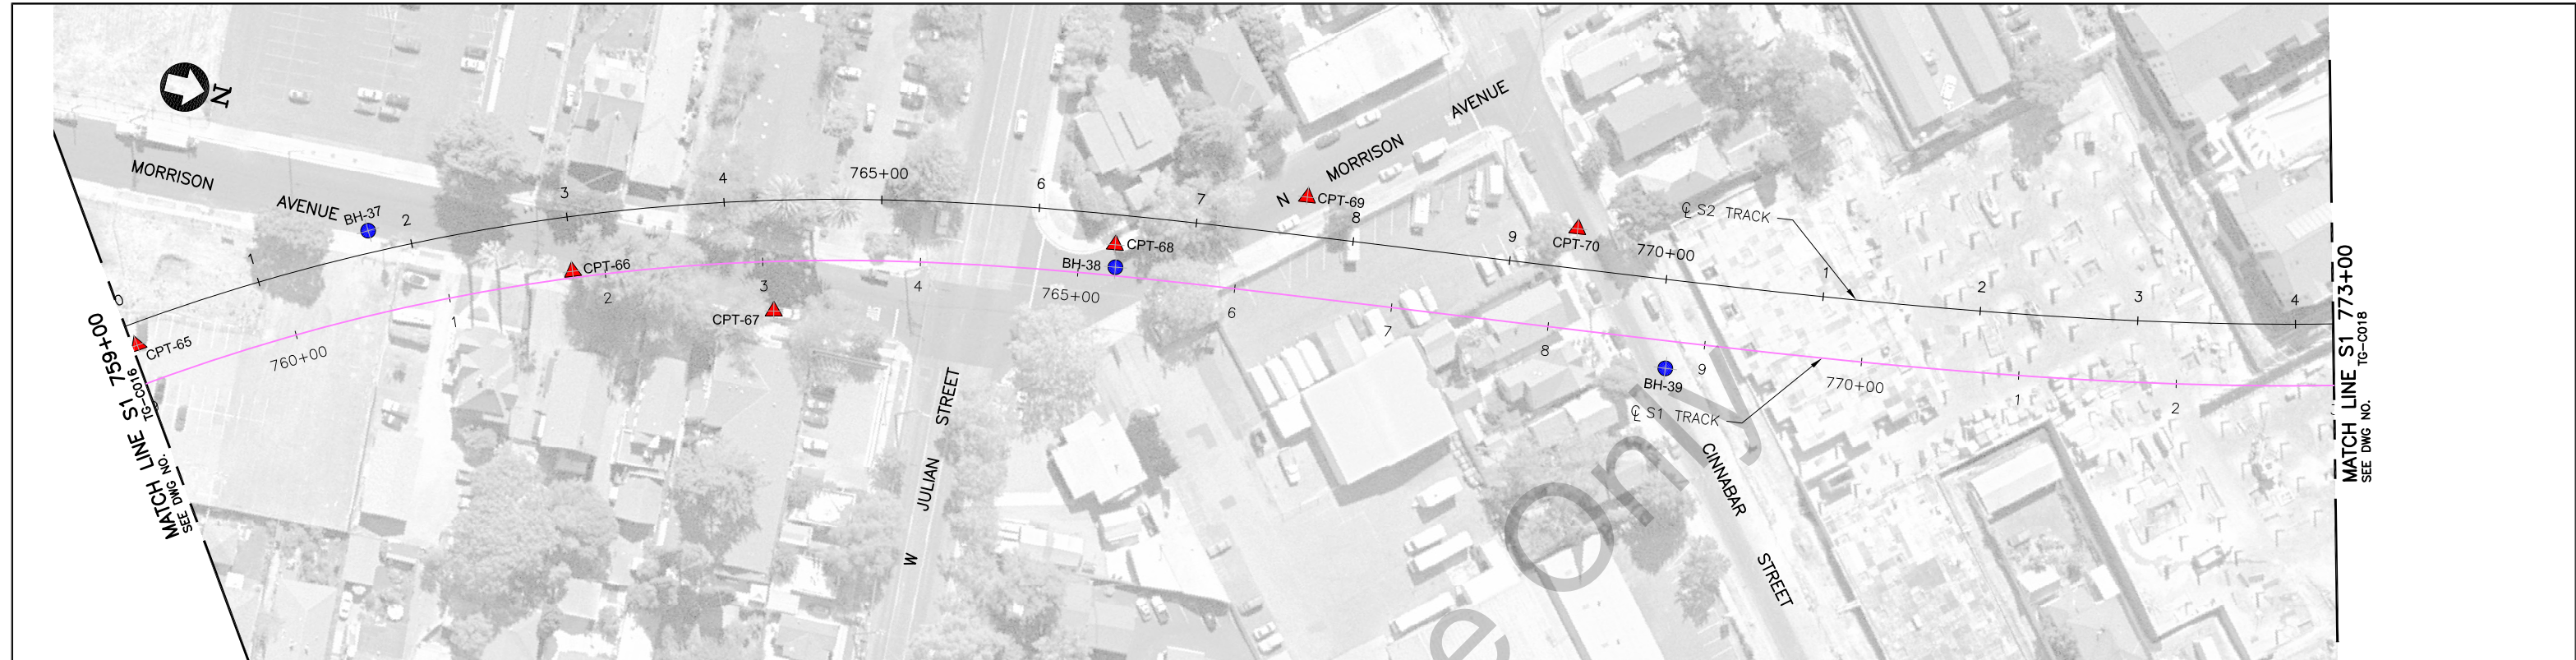 N
MORRISON
AVENUE
BH-37
1
2
3
4
765+00
6
7
8
9
770+00
1
2
3
4
0
N MORRISON AVENUE
CPT-65
CPT-66
CPT-67
CPT-68
BH-38
CPT-69
CPT-70
BH-39
℄ S2 TRACK
℄ S1 TRACK
760+00
1
2
3
4
765+00
6
7
8
9
770+00
1
2
W JULIAN STREET
CINNABAR STREET
MATCH LINE S1 759+00
SEE DWG NO. TG-C016
MATCH LINE S1 773+00
SEE DWG NO. TG-C018
e Only